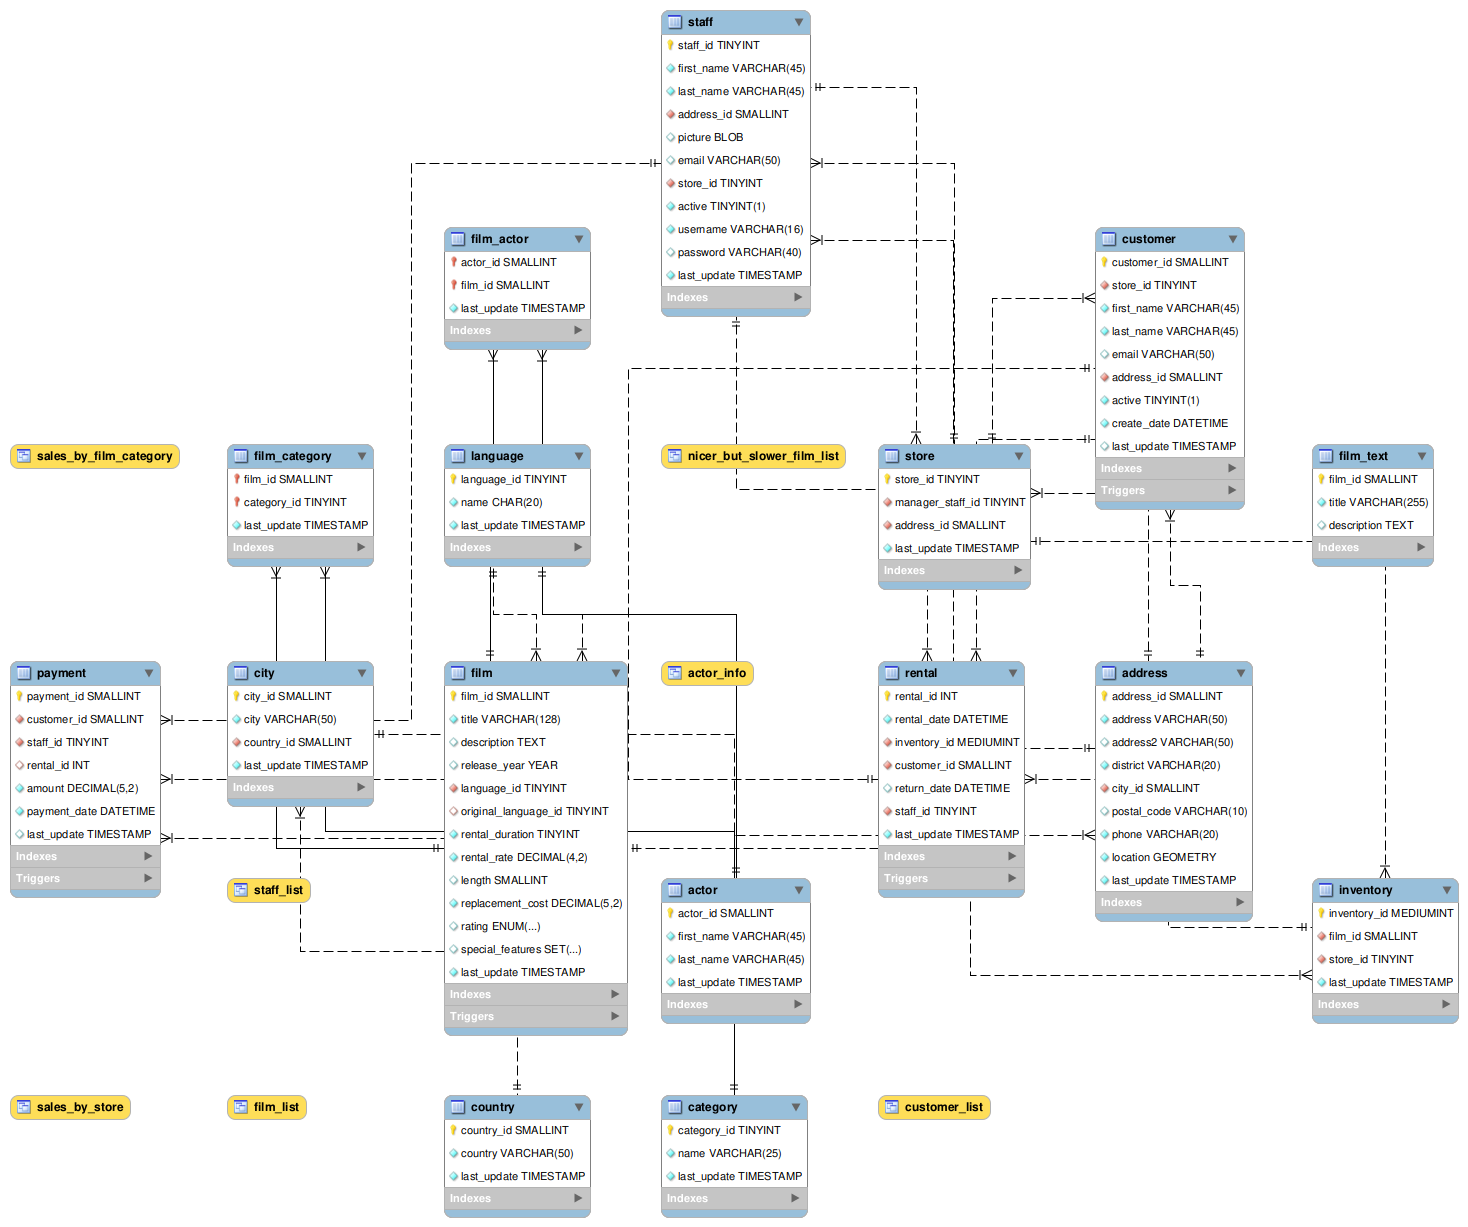 staff
staff_id TINYINT
first_name VARCHAR(45)
last_name VARCHAR(45)
address_id SMALLINT
picture BLOB
email VARCHAR(50)
store_id TINYINT
active TINYINT(1)
username VARCHAR(16)
password VARCHAR(40)
last_update TIMESTAMP
Indexes
film_actor
actor_id SMALLINT
film_id SMALLINT
last_update TIMESTAMP
Indexes
customer
customer_id SMALLINT
store_id TINYINT
first_name VARCHAR(45)
last_name VARCHAR(45)
email VARCHAR(50)
address_id SMALLINT
active TINYINT(1)
create_date DATETIME
last_update TIMESTAMP
Indexes
Triggers
sales_by_film_category
film_category
film_id SMALLINT
category_id TINYINT
last_update TIMESTAMP
Indexes
language
language_id TINYINT
name CHAR(20)
last_update TIMESTAMP
Indexes
nicer_but_slower_film_list
store
store_id TINYINT
manager_staff_id TINYINT
address_id SMALLINT
last_update TIMESTAMP
Indexes
film_text
film_id SMALLINT
title VARCHAR(255)
description TEXT
Indexes
payment
payment_id SMALLINT
customer_id SMALLINT
staff_id TINYINT
rental_id INT
amount DECIMAL(5,2)
payment_date DATETIME
last_update TIMESTAMP
Indexes
Triggers
city
city_id SMALLINT
city VARCHAR(50)
country_id SMALLINT
last_update TIMESTAMP
Indexes
film
film_id SMALLINT
title VARCHAR(128)
description TEXT
release_year YEAR
language_id TINYINT
original_language_id TINYINT
rental_duration TINYINT
rental_rate DECIMAL(4,2)
length SMALLINT
replacement_cost DECIMAL(5,2)
rating ENUM(...)
special_features SET(...)
last_update TIMESTAMP
Indexes
Triggers
actor_info
rental
rental_id INT
rental_date DATETIME
inventory_id MEDIUMINT
customer_id SMALLINT
return_date DATETIME
staff_id TINYINT
last_update TIMESTAMP
Indexes
Triggers
address
address_id SMALLINT
address VARCHAR(50)
address2 VARCHAR(50)
district VARCHAR(20)
city_id SMALLINT
postal_code VARCHAR(10)
phone VARCHAR(20)
location GEOMETRY
last_update TIMESTAMP
Indexes
staff_list
actor
actor_id SMALLINT
first_name VARCHAR(45)
last_name VARCHAR(45)
last_update TIMESTAMP
Indexes
inventory
inventory_id MEDIUMINT
film_id SMALLINT
store_id TINYINT
last_update TIMESTAMP
Indexes
sales_by_store
film_list
country
country_id SMALLINT
country VARCHAR(50)
last_update TIMESTAMP
Indexes
category
category_id TINYINT
name VARCHAR(25)
last_update TIMESTAMP
Indexes
customer_list